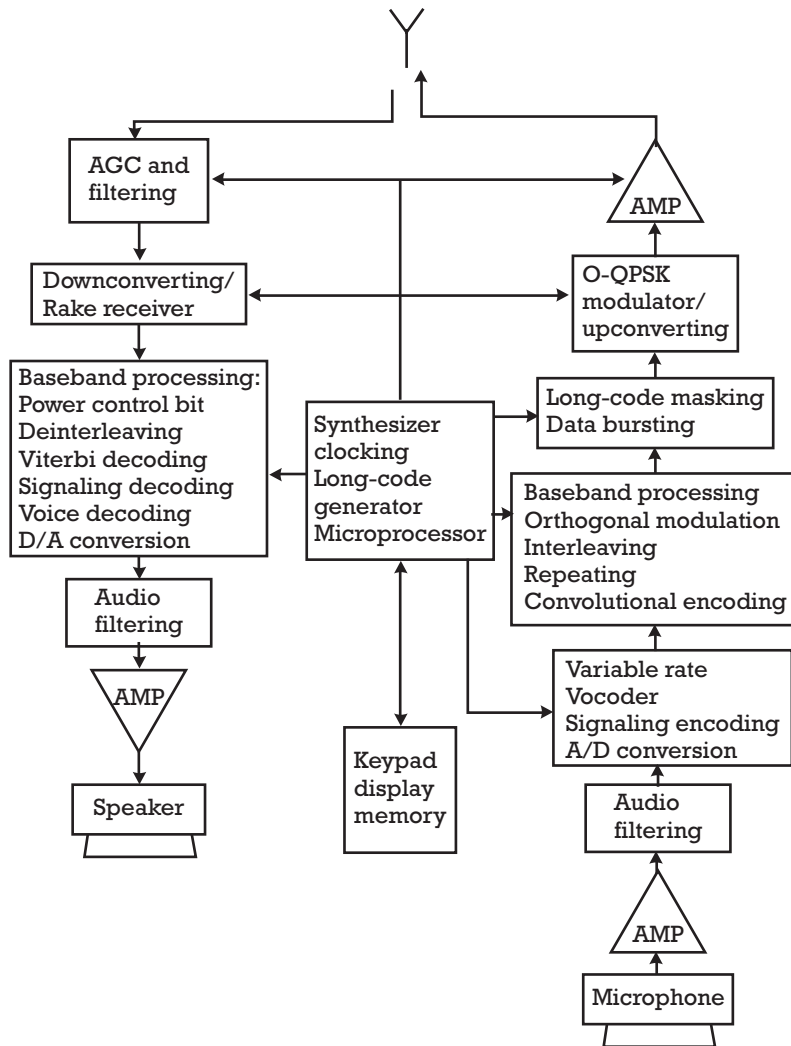 AGC and
filtering
AMP
Downconverting/
Rake receiver
O-QPSK
modulator/
upconverting
Baseband processing:
Power control bit
Deinterleaving
Viterbi decoding
Signaling decoding
Voice decoding
D/A conversion
Synthesizer
clocking
Long-code
generator
Microprocessor
Long-code masking
Data bursting
Baseband processing
Orthogonal modulation
Interleaving
Repeating
Convolutional encoding
Audio
filtering
AMP
Speaker
Keypad
display
memory
Variable rate
Vocoder
Signaling encoding
A/D conversion
Audio
filtering
AMP
Microphone